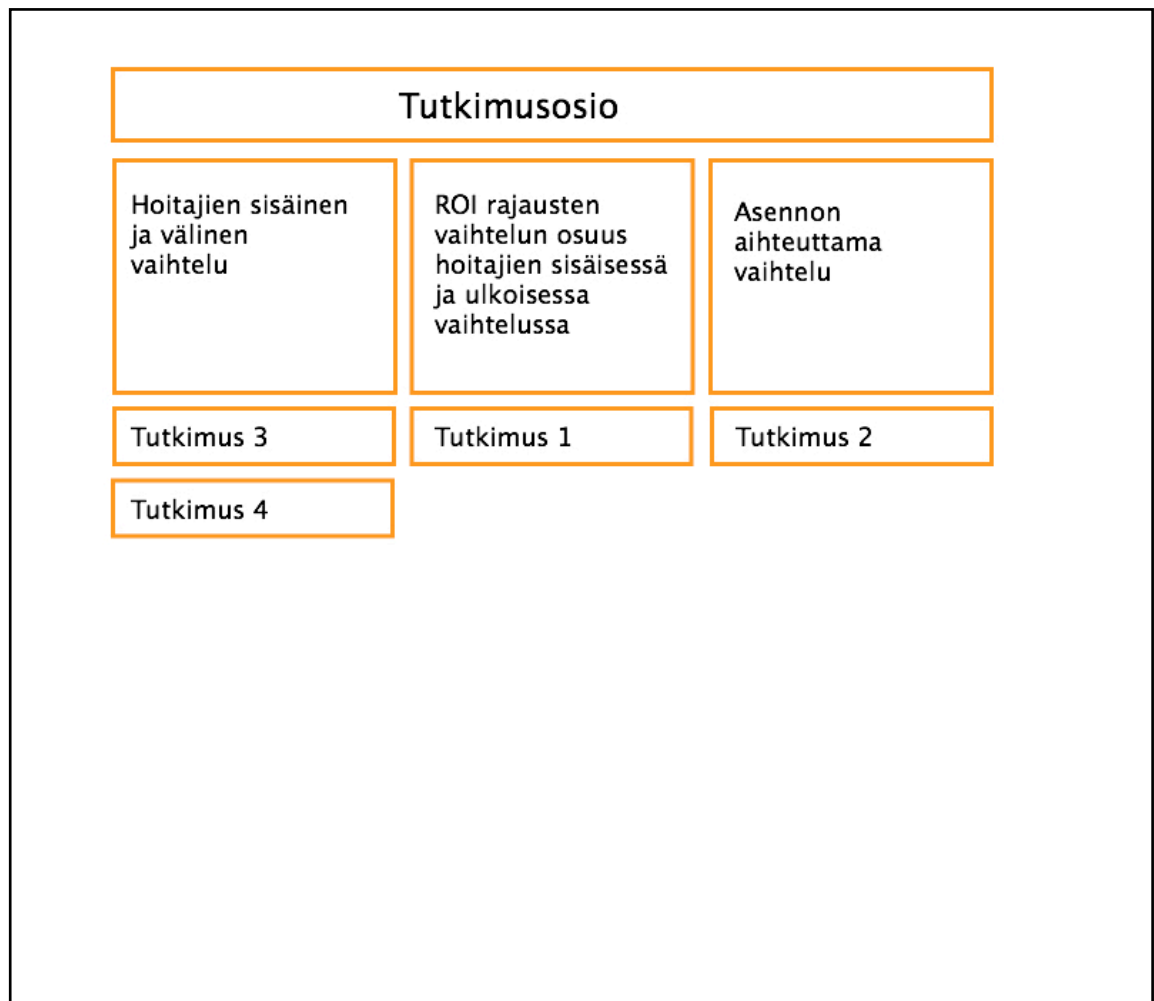 Tutkimusosio
Hoitajien sisäinen
ja välinen
vaihtelu
ROI rajausten
vaihtelun osuus
hoitajien sisäisessä
ja ulkoisessa
vaihtelussa
Asennon
aihteuttama
vaihtelu
Tutkimus 3
Tutkimus 1
Tutkimus 2
Tutkimus 4